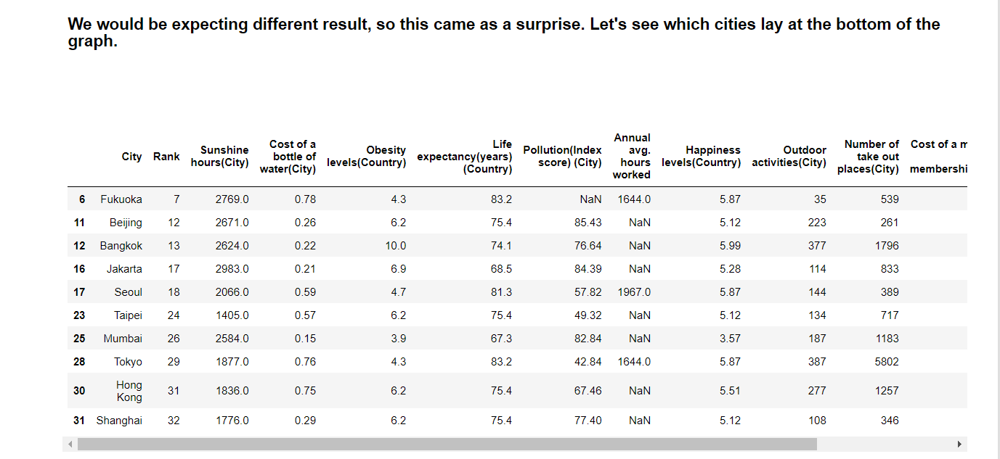 We would be expecting different result, so this came as a surprise. Let's see which cities lay at the bottom of the
graph.
City Rank Sunshine hours(City) Cost of a bottle of water(City) Obesity levels(Country) Life expectancy(years) (Country) Pollution(Index score) (City) Annual avg. hours worked Happiness levels(Country) Outdoor activities(City) Number of take out places(City) Cost of a m membershi
6 Fukuoka 7 2769.0 0.78 4.3 83.2 NaN 1644.0 5.87 35 539
11 Beijing 12 2671.0 0.26 6.2 75.4 85.43 NaN 5.12 223 261
12 Bangkok 13 2624.0 0.22 10.0 74.1 76.64 NaN 5.99 377 1796
16 Jakarta 17 2983.0 0.21 6.9 68.5 84.39 NaN 5.28 114 833
17 Seoul 18 2066.0 0.59 4.7 81.3 57.82 1967.0 5.87 144 389
23 Taipei 24 1405.0 0.57 6.2 75.4 49.32 NaN 5.12 134 717
25 Mumbai 26 2584.0 0.15 3.9 67.3 82.84 NaN 3.57 187 1183
28 Tokyo 29 1877.0 0.76 4.3 83.2 42.84 1644.0 5.87 387 5802
30 Hong Kong 31 1836.0 0.75 6.2 75.4 67.46 NaN 5.51 277 1257
31 Shanghai 32 1776.0 0.29 6.2 75.4 77.40 NaN 5.12 108 346